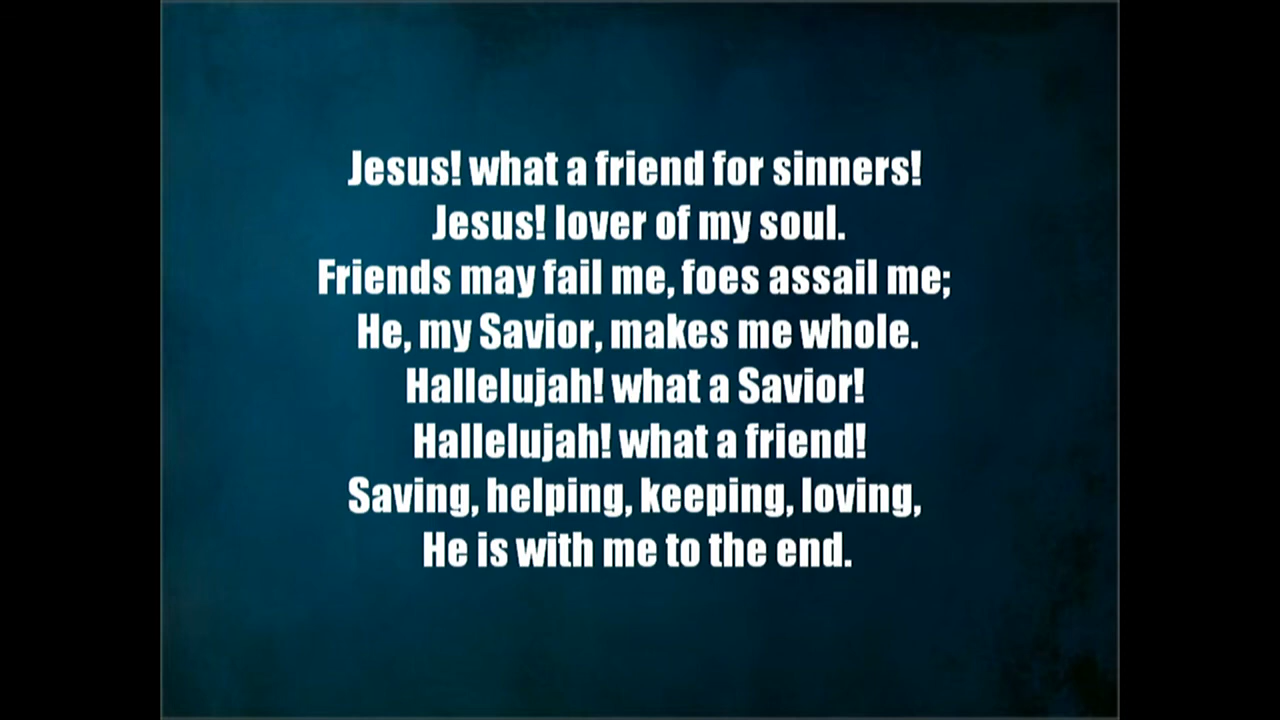 Jesus! what a friend for sinners!
Jesus! lover of my soul.
Friends may fail me, foes assail me;
He, my Savior, makes me whole.
Hallelujah! what a Savior!
Hallelujah! what a friend!
Saving, helping, keeping, loving,
He is with me to the end.